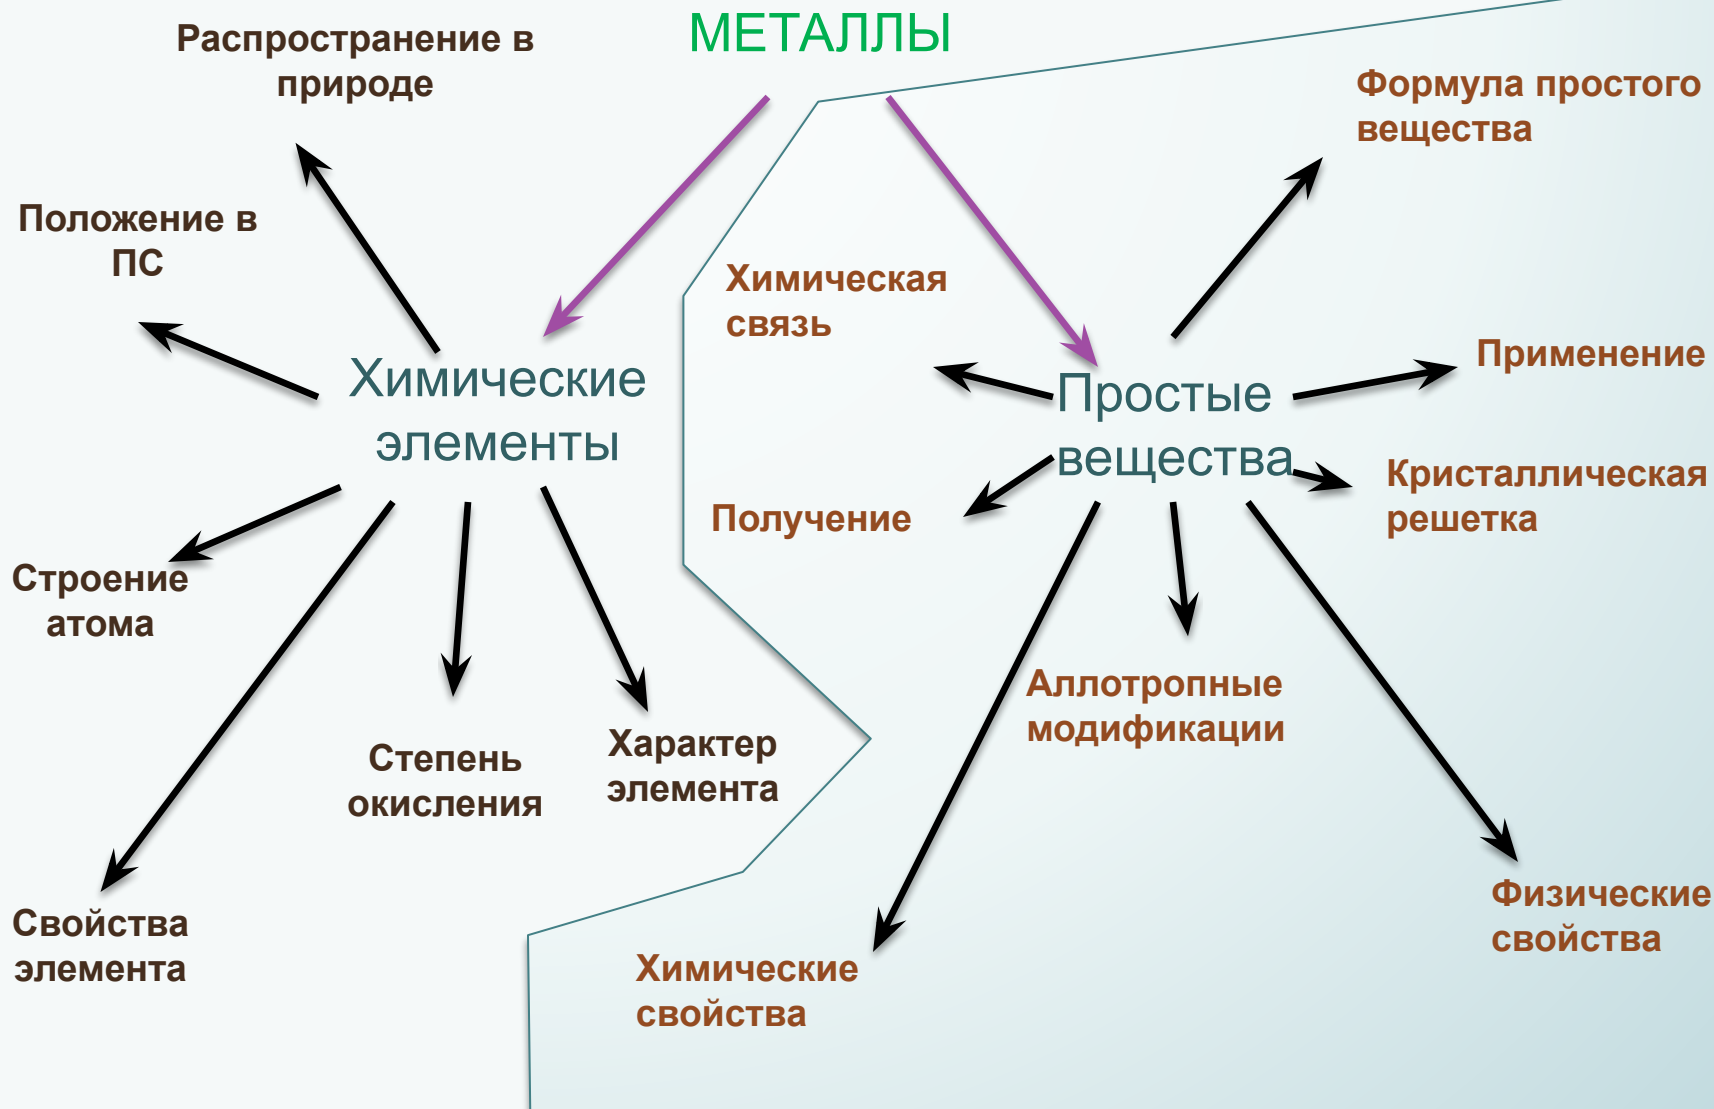 МЕТАЛЛЫ
Распространение в
природе
Положение в
ПС
Химические
элементы
Строение
атома
Степень
окисления
Характер
элемента
Свойства
элемента
Формула простого
вещества
Химическая
связь
Применение
Простые
вещества
Кристаллическая
решетка
Получение
Аллотропные
модификации
Физические
свойства
Химические
свойства